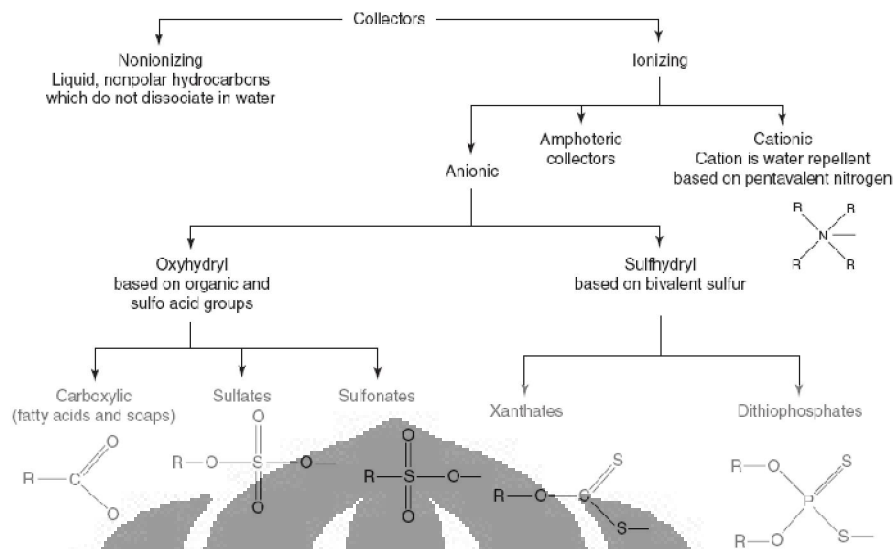 Collectors
Nonionizing
Liquid, nonpolar hydrocarbons
which do not dissociate in water
Ionizing
Anionic
Amphoteric
collectors
Cationic
Cation is water repellent
based on pentavalent nitrogen
R R
N
R R
Oxyhydryl
based on organic and
sulfo acid groups
Sulfhydryl
based on bivalent sulfur
Carboxylic
(fatty acids and soaps)
Sulfates
Sulfonates
Xanthates
Dithiophosphates
O
R C
O
O
R O S O
O
O
R S O
O
S
R O
S
R O S
P
R O S